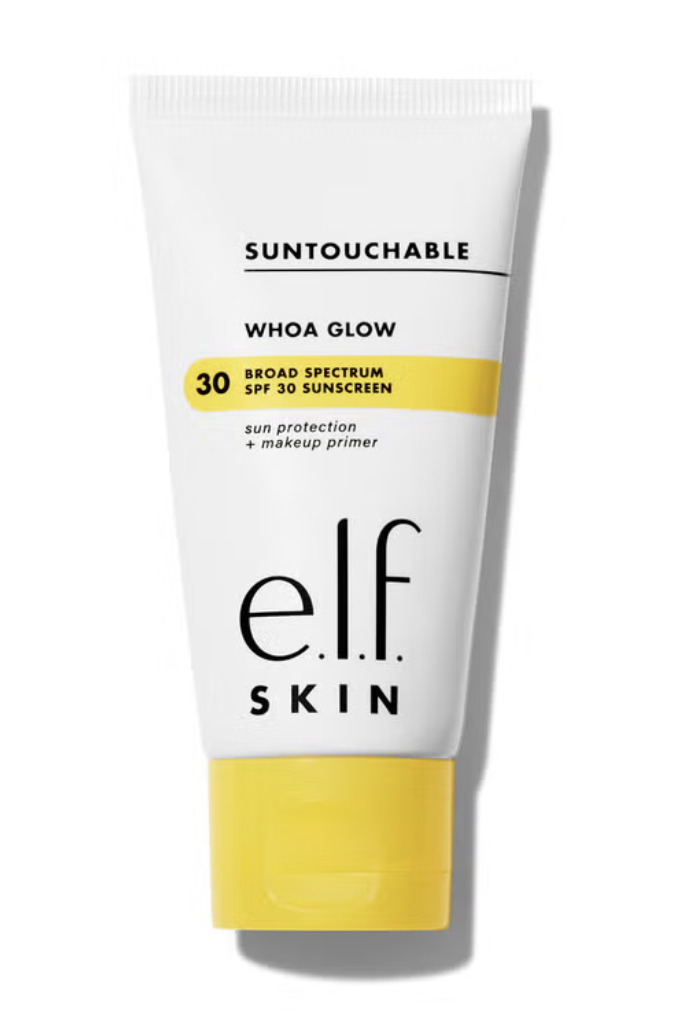 SUNTOUCHABLE
WHOA GLOW
30
BROAD SPECTRUM
SPF 30 SUNSCREEN
sun protection
+ makeup primer
e.l.f.
SKIN